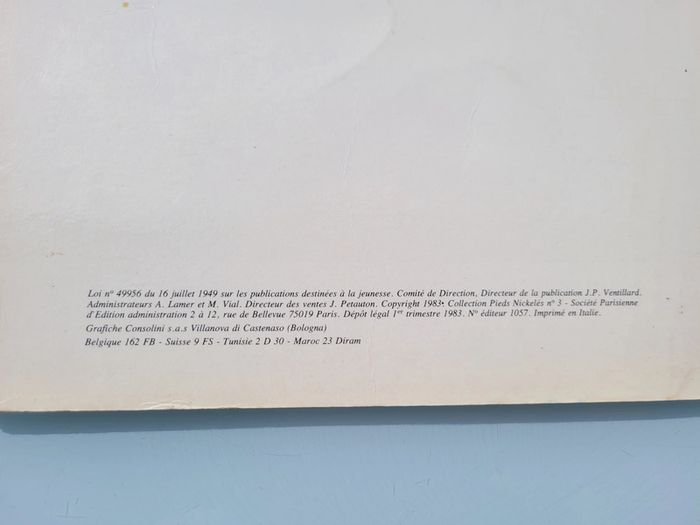 Loi n° 49956 du 16 juillet 1949 sur les publications destinées à la jeunesse. Comité de Direction, Directeur de la publication J.P. Ventillard.
Administrateurs A. Lamer et M. Vial. Directeur des ventes J. Petauton. Copyright 1983: Collection Pieds Nickelés n° 3 - Société Parisienne
d'Edition administration 2 à 12, rue de Bellevue 75019 Paris. Dépôt légal 1er trimestre 1983. N° éditeur 1057. Imprimé en Italie.
Grafiche Consolini s.a.s Villanova di Castenaso (Bologna)
Belgique 162 FB - Suisse 9 FS - Tunisie 2 D 30 - Maroc 23 Diram